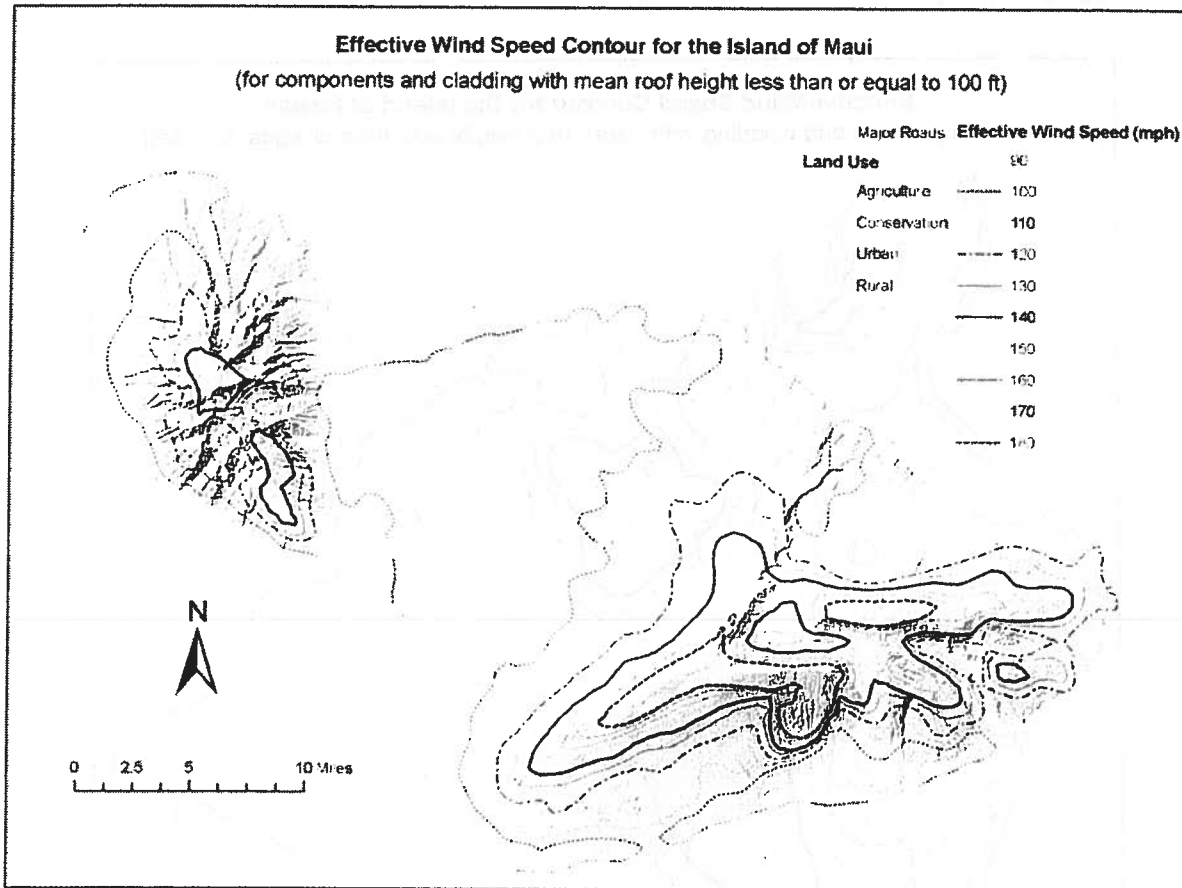 Effective Wind Speed Contour for the Island of Maui
(for components and cladding with mean roof height less than or equal to 100 ft)
Major Roads Effective Wind Speed (mph)
Land Use 90
Agriculture 100
Conservation 110
Urban 120
Rural 130
140
150
160
170
180
N
0 2.5 5 10 Miles